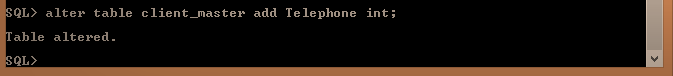 SQL> alter table client_master add Telephone int;
Table altered.
SQL>